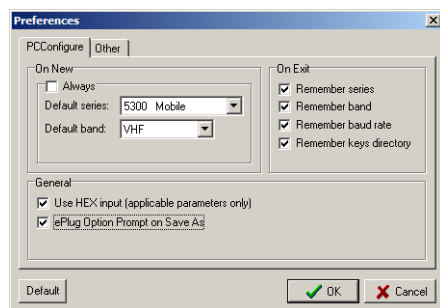 Preferences
PCConfigure
Other
On New
Always
Default series: 5300 Mobile
Default band: VHF
On Exit
Remember series
Remember band
Remember baud rate
Remember keys directory
General
Use HEX input (applicable parameters only)
ePlug Option Prompt on Save As
Default
OK
Cancel